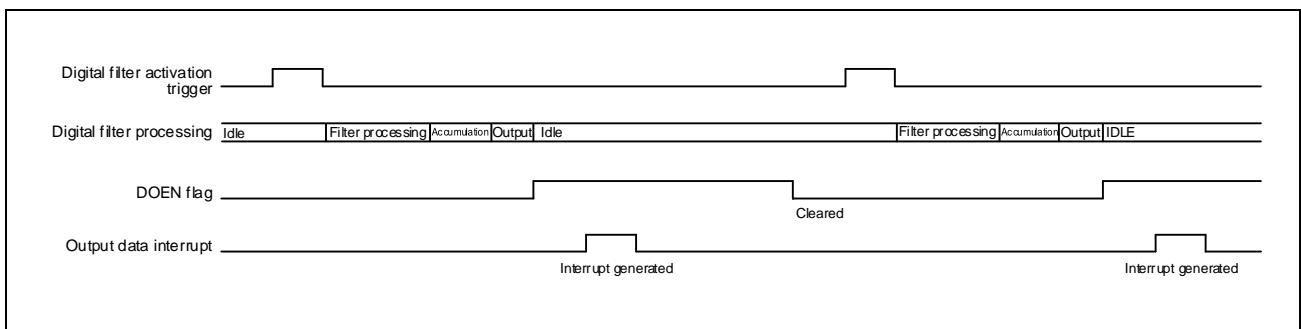 Digital filter activation
trigger
Digital filter processing
Idle
Filter processing
Accumulation
Output
Idle
Filter processing
Accumulation
Output
IDLE
DOEN flag
Cleared
Output data interrupt
Interrupt generated
Interrupt generated